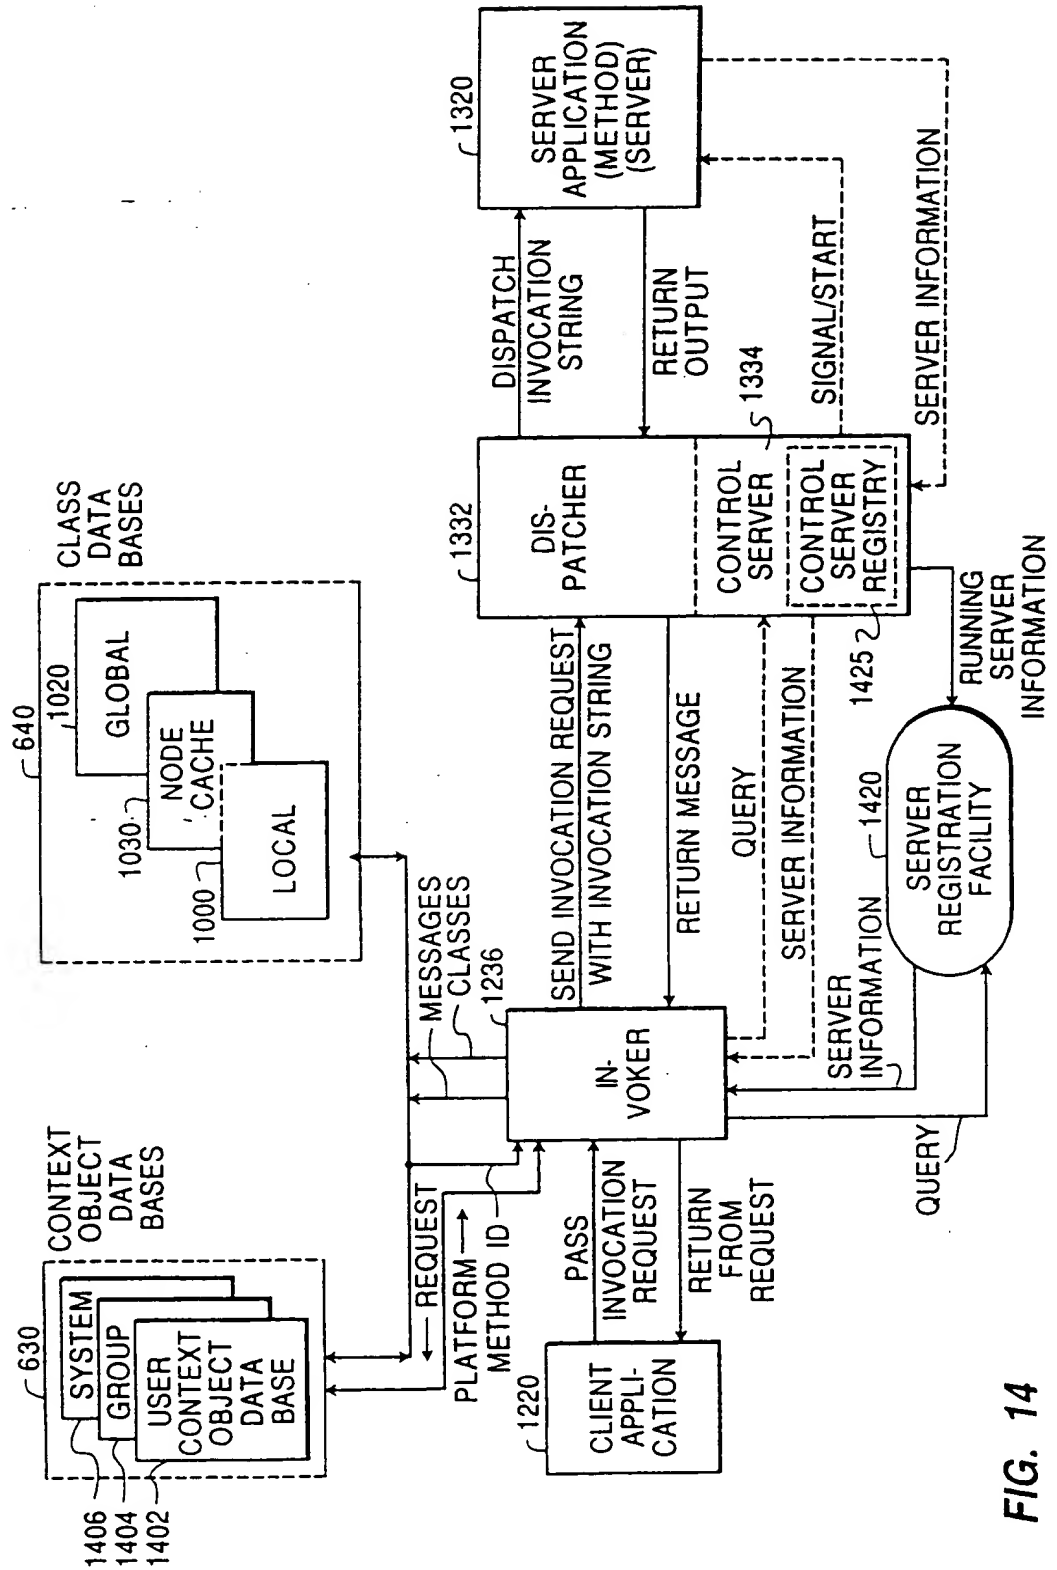 630
CONTEXT
OBJECT
DATA
BASES
SYSTEM
GROUP
USER
CONTEXT
OBJECT
DATA
BASE
1406
1404
1402
640
CLASS
DATA
BASES
1020
GLOBAL
1030
NODE
CACHE
1000
LOCAL
REQUEST
PLATFORM
METHOD ID
MESSAGES
CLASSES
1220
CLIENT
APPLI-
CATION
PASS
INVOCATION
REQUEST
RETURN
FROM
REQUEST
1236
IN-
VOKER
SEND INVOCATION REQUEST
WITH INVOCATION STRING
RETURN MESSAGE
QUERY
SERVER INFORMATION
1332
DIS-
PATCHER
CONTROL
SERVER
1334
CONTROL
SERVER
REGISTRY
1425
DISPATCH
INVOCATION
STRING
RETURN
OUTPUT
SIGNAL/START
SERVER INFORMATION
1320
SERVER
APPLICATION
(METHOD)
(SERVER)
QUERY
SERVER
INFORMATION
1420
SERVER
REGISTRATION
FACILITY
RUNNING
SERVER
INFORMATION
FIG. 14